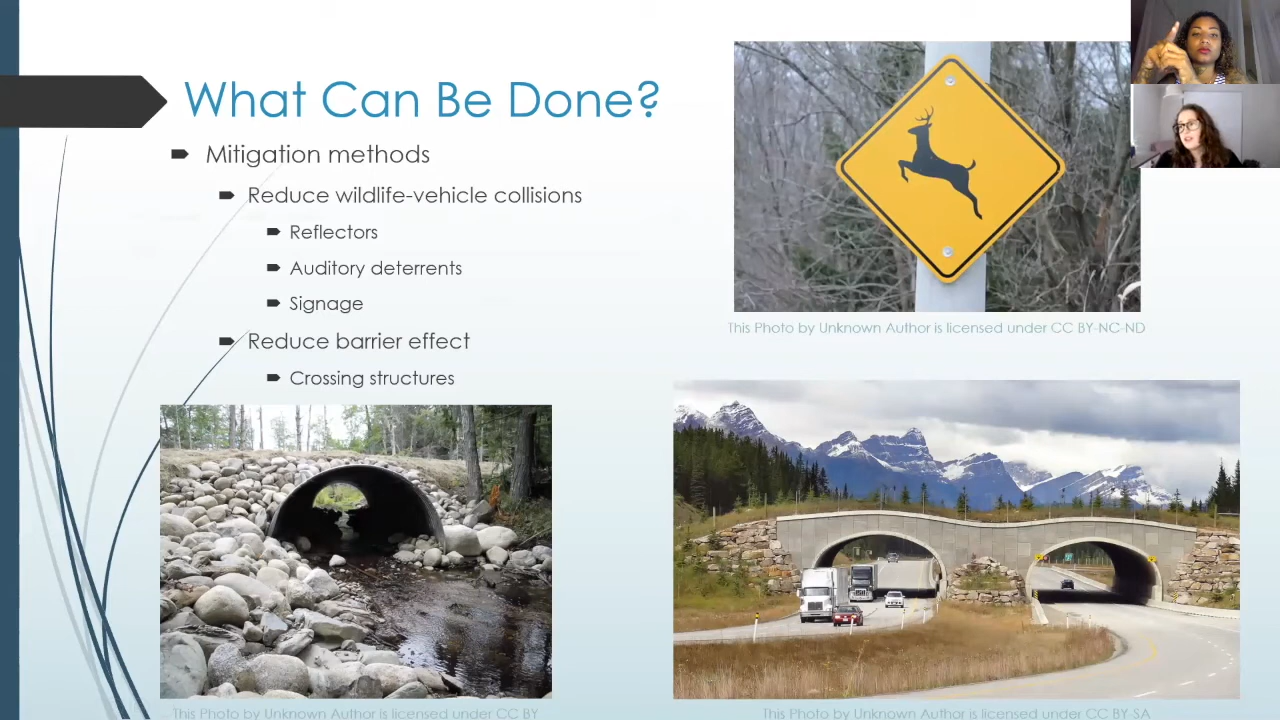 What Can Be Done?
Mitigation methods
Reduce wildlife-vehicle collisions
Reflectors
Auditory deterrents
Signage
Reduce barrier effect
Crossing structures
This Photo by Unknown Author is licensed under CC BY-NC-ND
This Photo by Unknown Author is licensed under CC BY
This Photo by Unknown Author is licensed under CC BY-SA